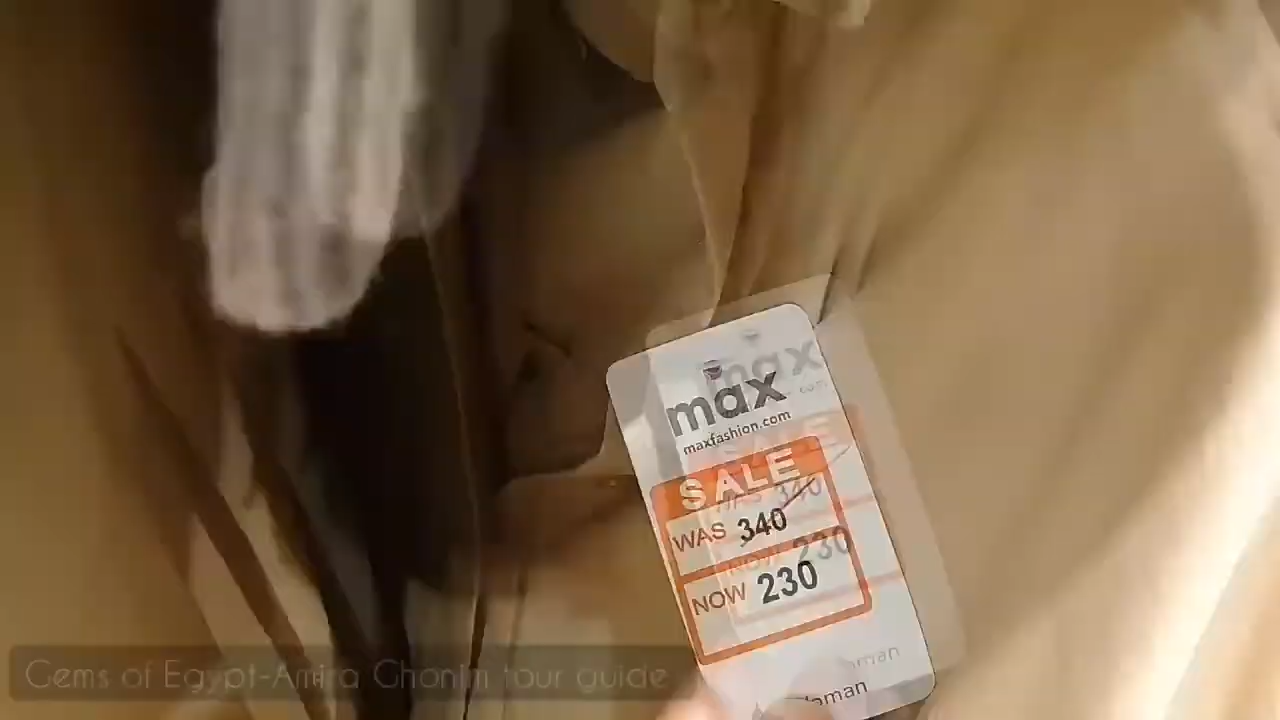 max
maxfashion.com
SALE
WAS 340
NOW 230
Gems of Egypt-Amira Ghonim tour guide